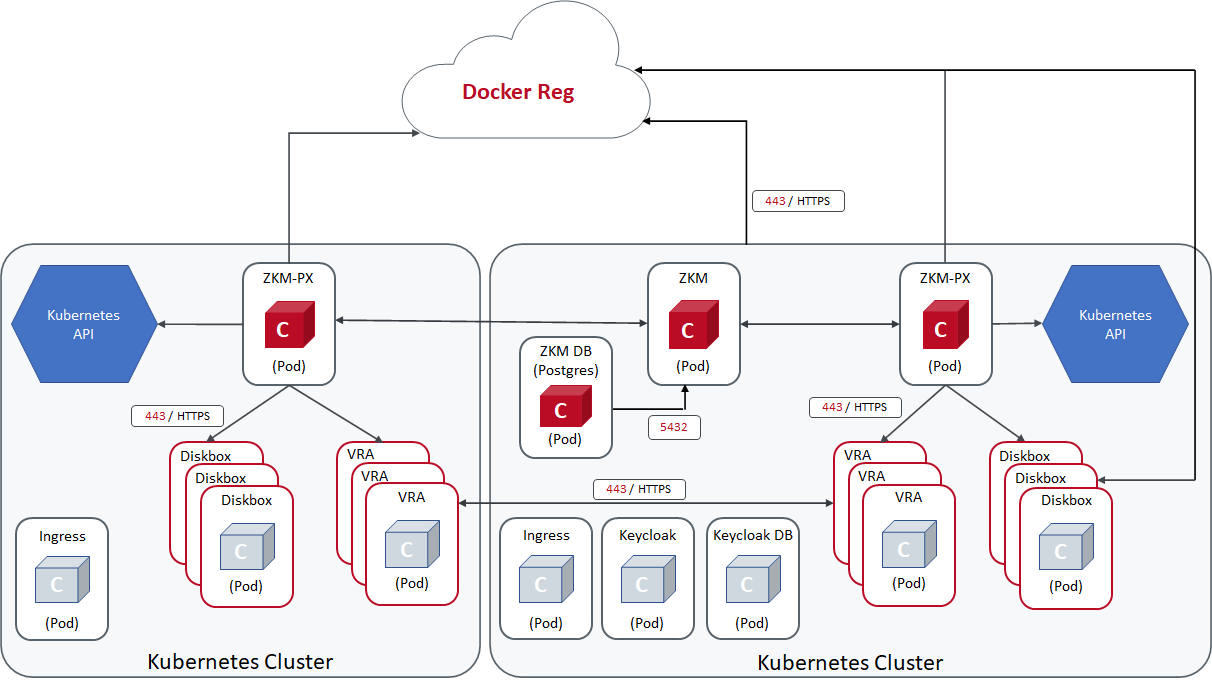 Docker Reg
443 / HTTPS
ZKM-PX
C
(Pod)
Kubernetes
API
443 / HTTPS
Diskbox
Diskbox
Diskbox
C
(Pod)
VRA
VRA
VRA
C
(Pod)
Ingress
C
(Pod)
Kubernetes Cluster
ZKM
C
(Pod)
ZKM DB
(Postgres)
C
(Pod)
5432
ZKM-PX
C
(Pod)
Kubernetes
API
443 / HTTPS
443 / HTTPS
VRA
VRA
VRA
C
(Pod)
Diskbox
Diskbox
Diskbox
C
(Pod)
Ingress
C
(Pod)
Keycloak
C
(Pod)
Keycloak DB
C
(Pod)
Kubernetes Cluster